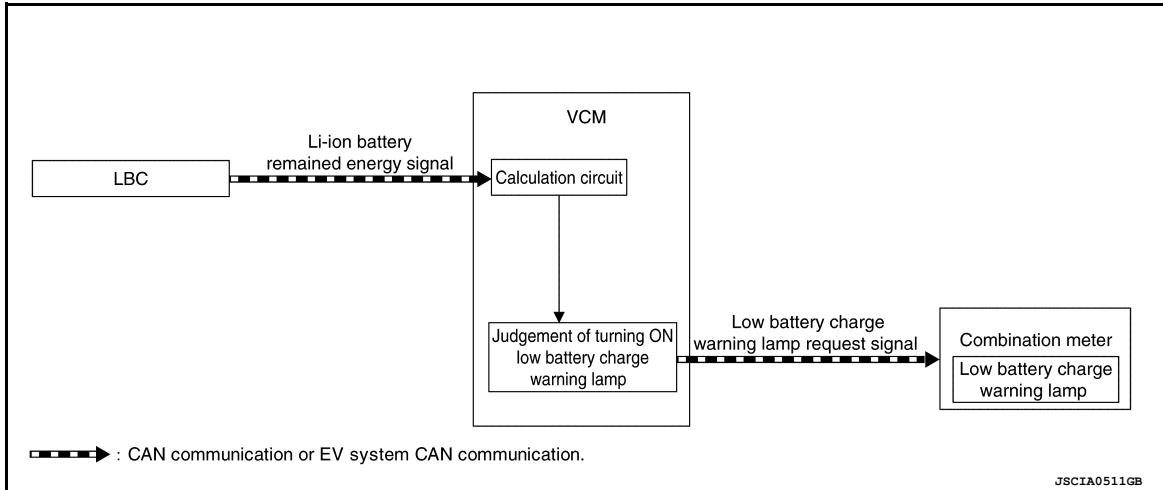 VCM
Li-ion battery
remained energy signal
LBC
Calculation circuit
Judgement of turning ON
low battery charge
warning lamp
Low battery charge
warning lamp request signal
Combination meter
Low battery charge
warning lamp
: CAN communication or EV system CAN communication.
JSCIA0511GB